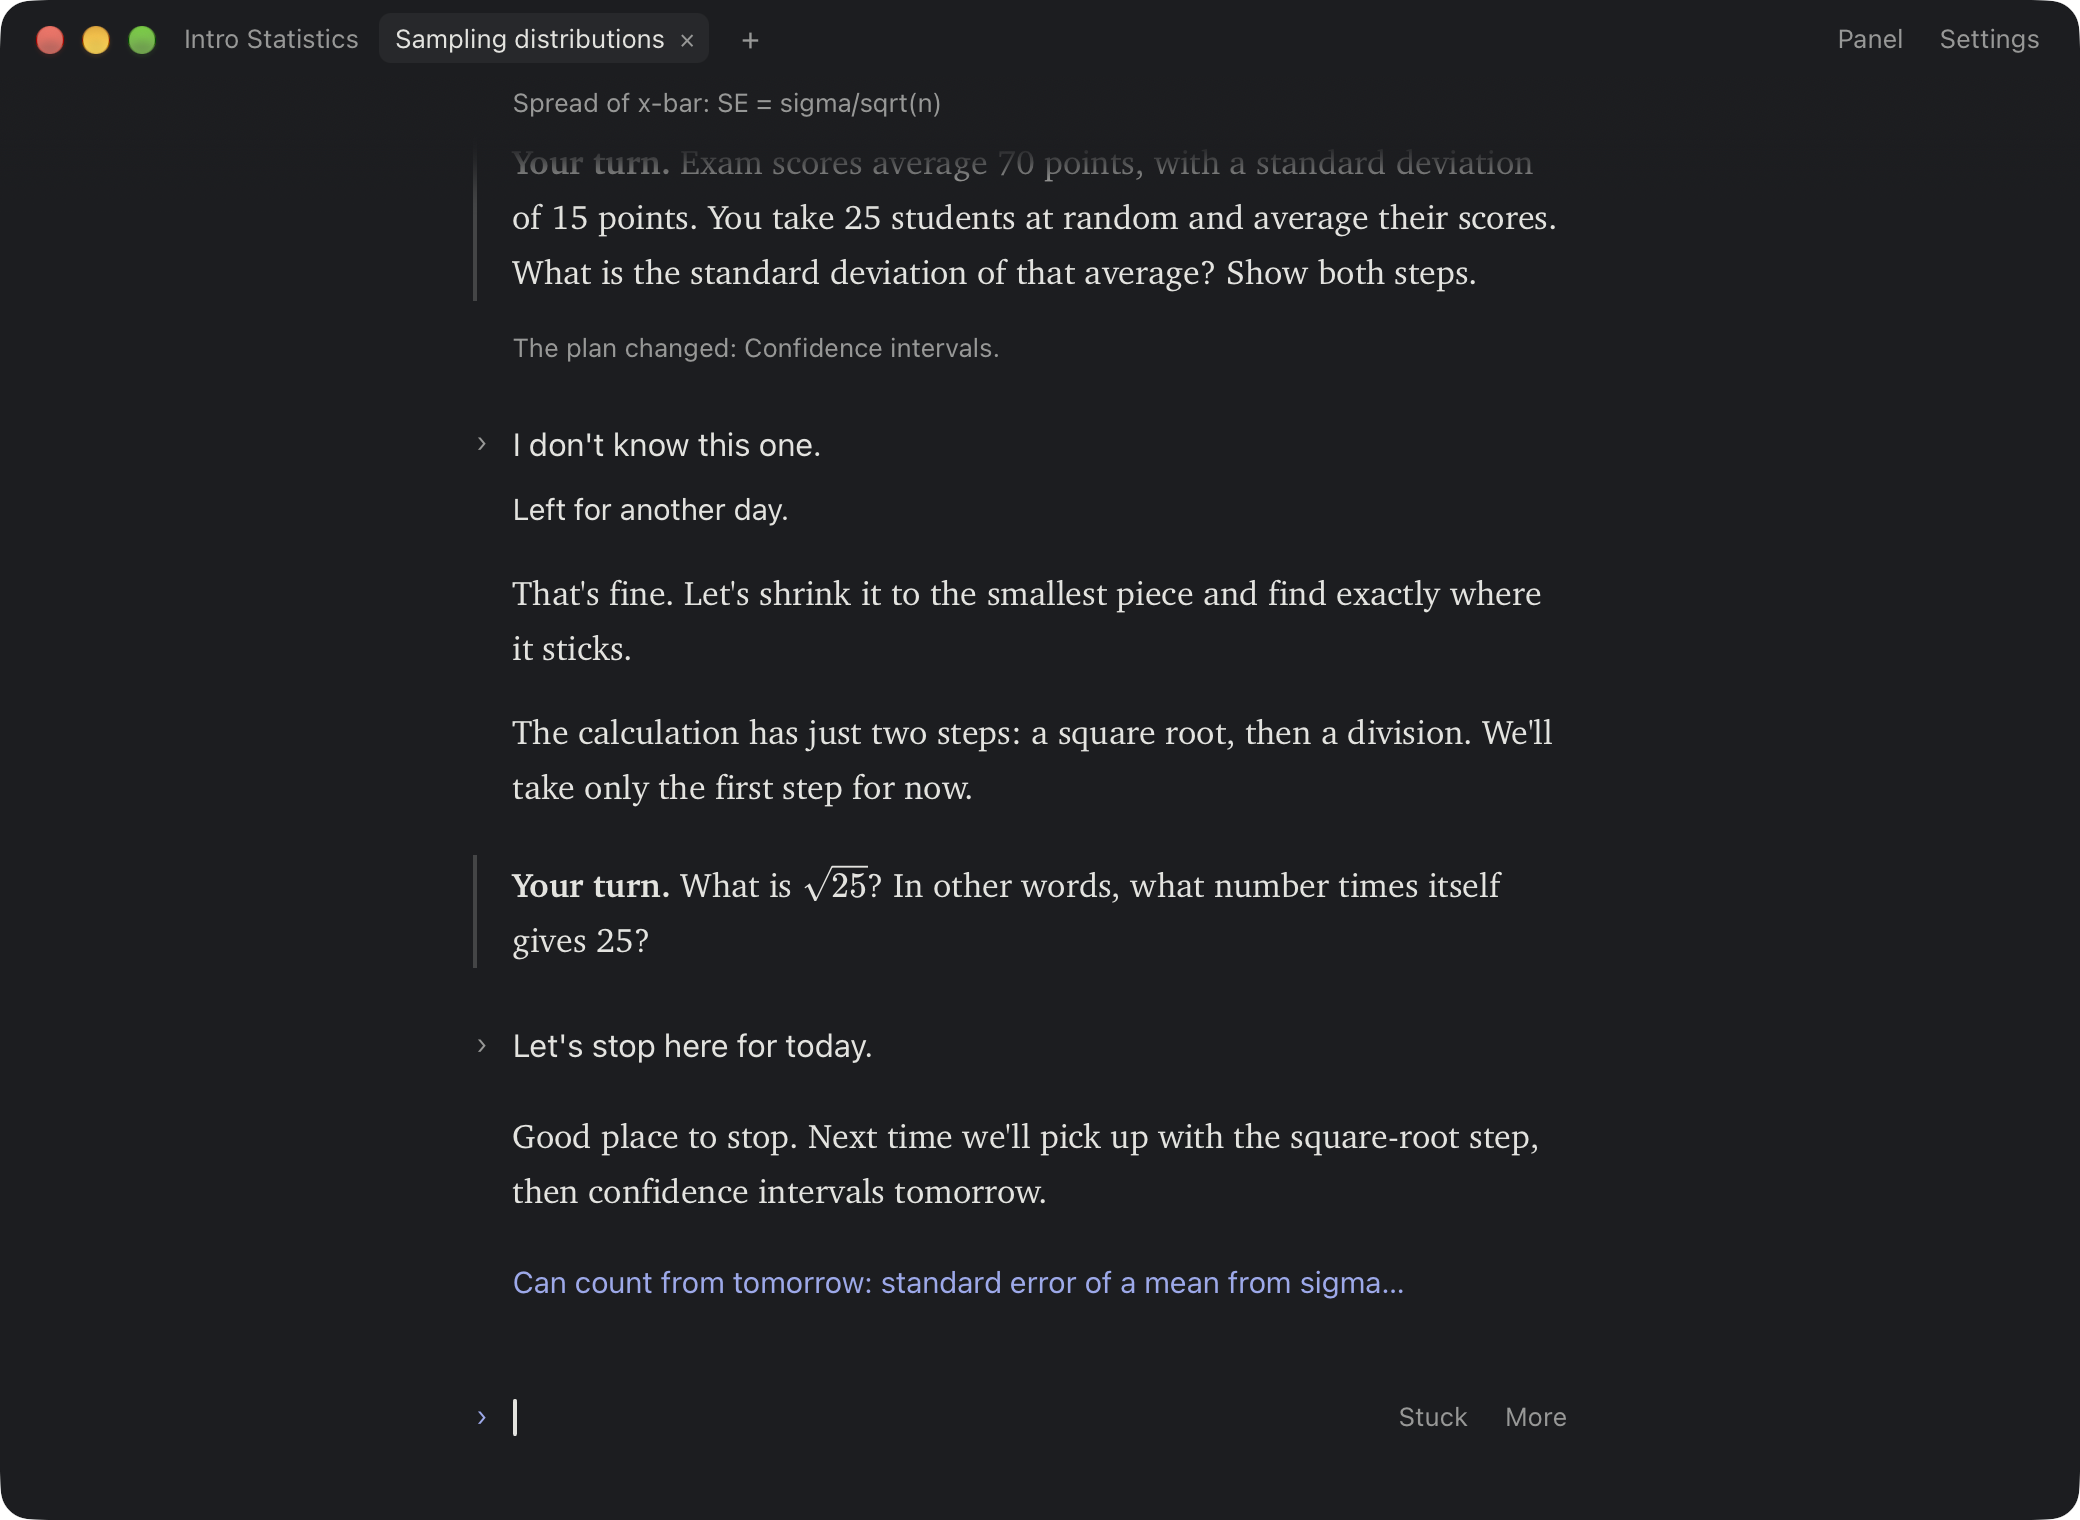 Intro Statistics
Sampling distributions ×
+
Panel
Settings
Spread of x-bar: SE = sigma/sqrt(n)
Your turn. Exam scores average 70 points, with a standard deviation
of 15 points. You take 25 students at random and average their scores.
What is the standard deviation of that average? Show both steps.
The plan changed: Confidence intervals.
› I don't know this one.
Left for another day.
That's fine. Let's shrink it to the smallest piece and find exactly where
it sticks.
The calculation has just two steps: a square root, then a division. We'll
take only the first step for now.
Your turn. What is √25? In other words, what number times itself
gives 25?
› Let's stop here for today.
Good place to stop. Next time we'll pick up with the square-root step,
then confidence intervals tomorrow.
Can count from tomorrow: standard error of a mean from sigma...
›
Stuck
More